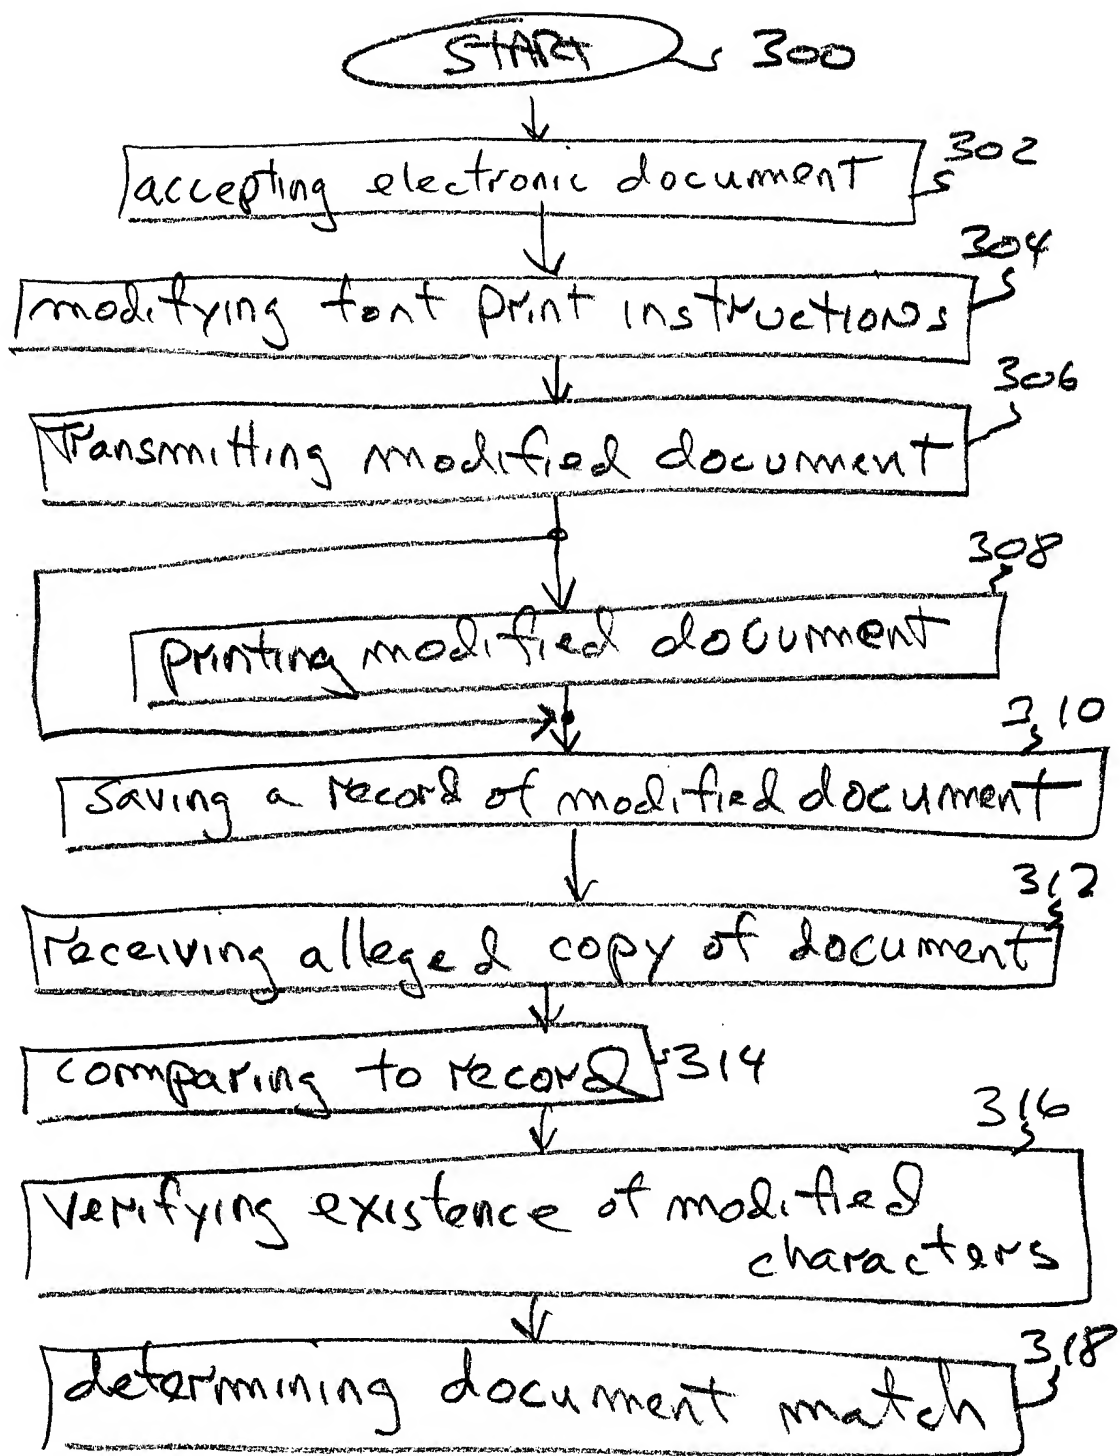 START 300
accepting electronic document 302
modifying font print instructions 304
Transmitting modified document 306
printing modified document 308
saving a record of modified document 310
receiving alleged copy of document 312
comparing to record 314
verifying existence of modified 316
characters
determining document match 318